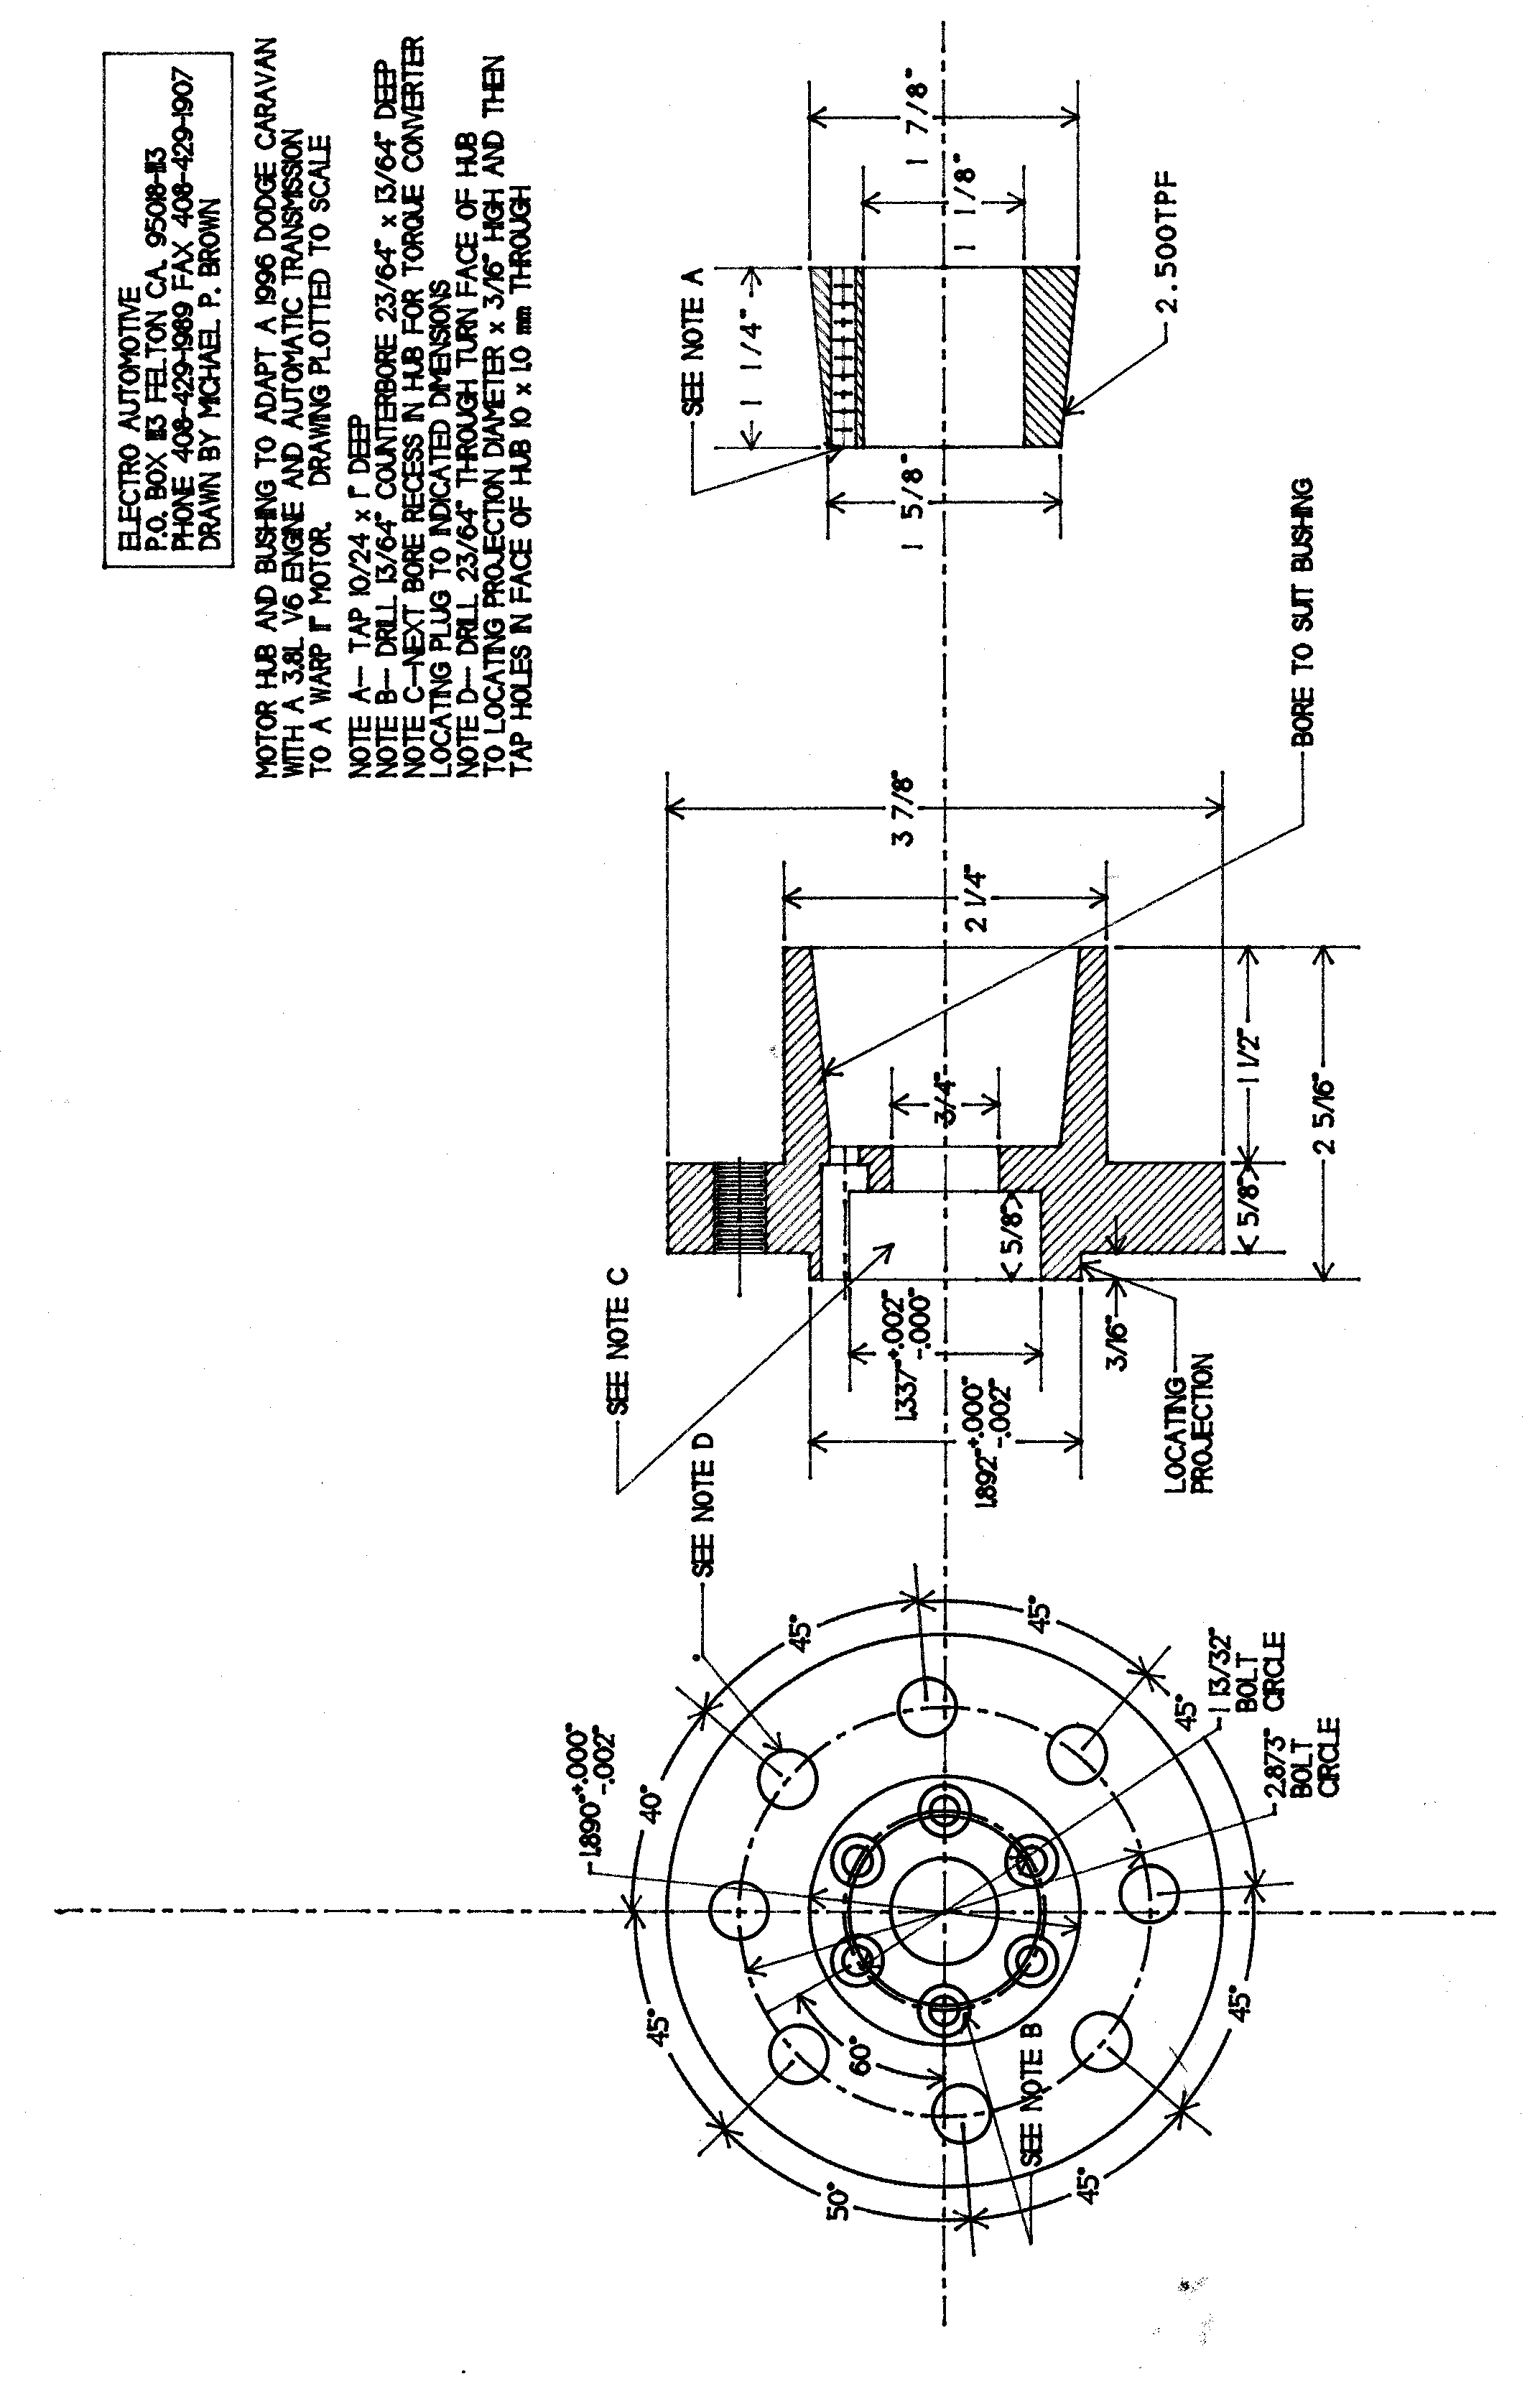 ELECTRO AUTOMOTIVE
P.O. BOX 1113 FELTON CA. 95018-1113
PHONE 408-429-1989 FAX 408-429-1907
DRAWN BY MICHAEL P. BROWN
MOTOR HUB AND BUSHING TO ADAPT A 1996 DODGE CARAVAN
WITH A 3.8L V6 ENGINE AND AUTOMATIC TRANSMISSION
TO A WARP 11" MOTOR. DRAWING PLOTTED TO SCALE
NOTE A-- TAP 10/24 x 1" DEEP
NOTE B-- DRILL 13/64" COUNTERBORE 23/64" x 13/64" DEEP
NOTE C--NEXT BORE RECESS IN HUB FOR TORQUE CONVERTER
LOCATING PLUG TO INDICATED DIMENSIONS
NOTE D-- DRILL 23/64" THROUGH TURN FACE OF HUB
TO LOCATING PROJECTION DIAMETER x 3/16" HIGH AND THEN
TAP HOLES IN FACE OF HUB 10 x 1.0 mm THROUGH
SEE NOTE D
1.890" +.000"
-.002"
40°
45°
45°
45°
45°
50°
45°
45°
60°
SEE NOTE B
1 13/32"
BOLT
CIRCLE
2.873"
BOLT
CIRCLE
SEE NOTE C
1.337" +.002"
-.000"
1.892" +.000"
-.002"
LOCATING
PROJECTION
3/16"
5/8"
3/4"
5/8"
1 1/2"
2 5/16"
2 1/4"
3 7/8"
BORE TO SUIT BUSHING
SEE NOTE A
1 1/4"
1 5/8"
1 1/8"
1 7/8"
2.500TPF